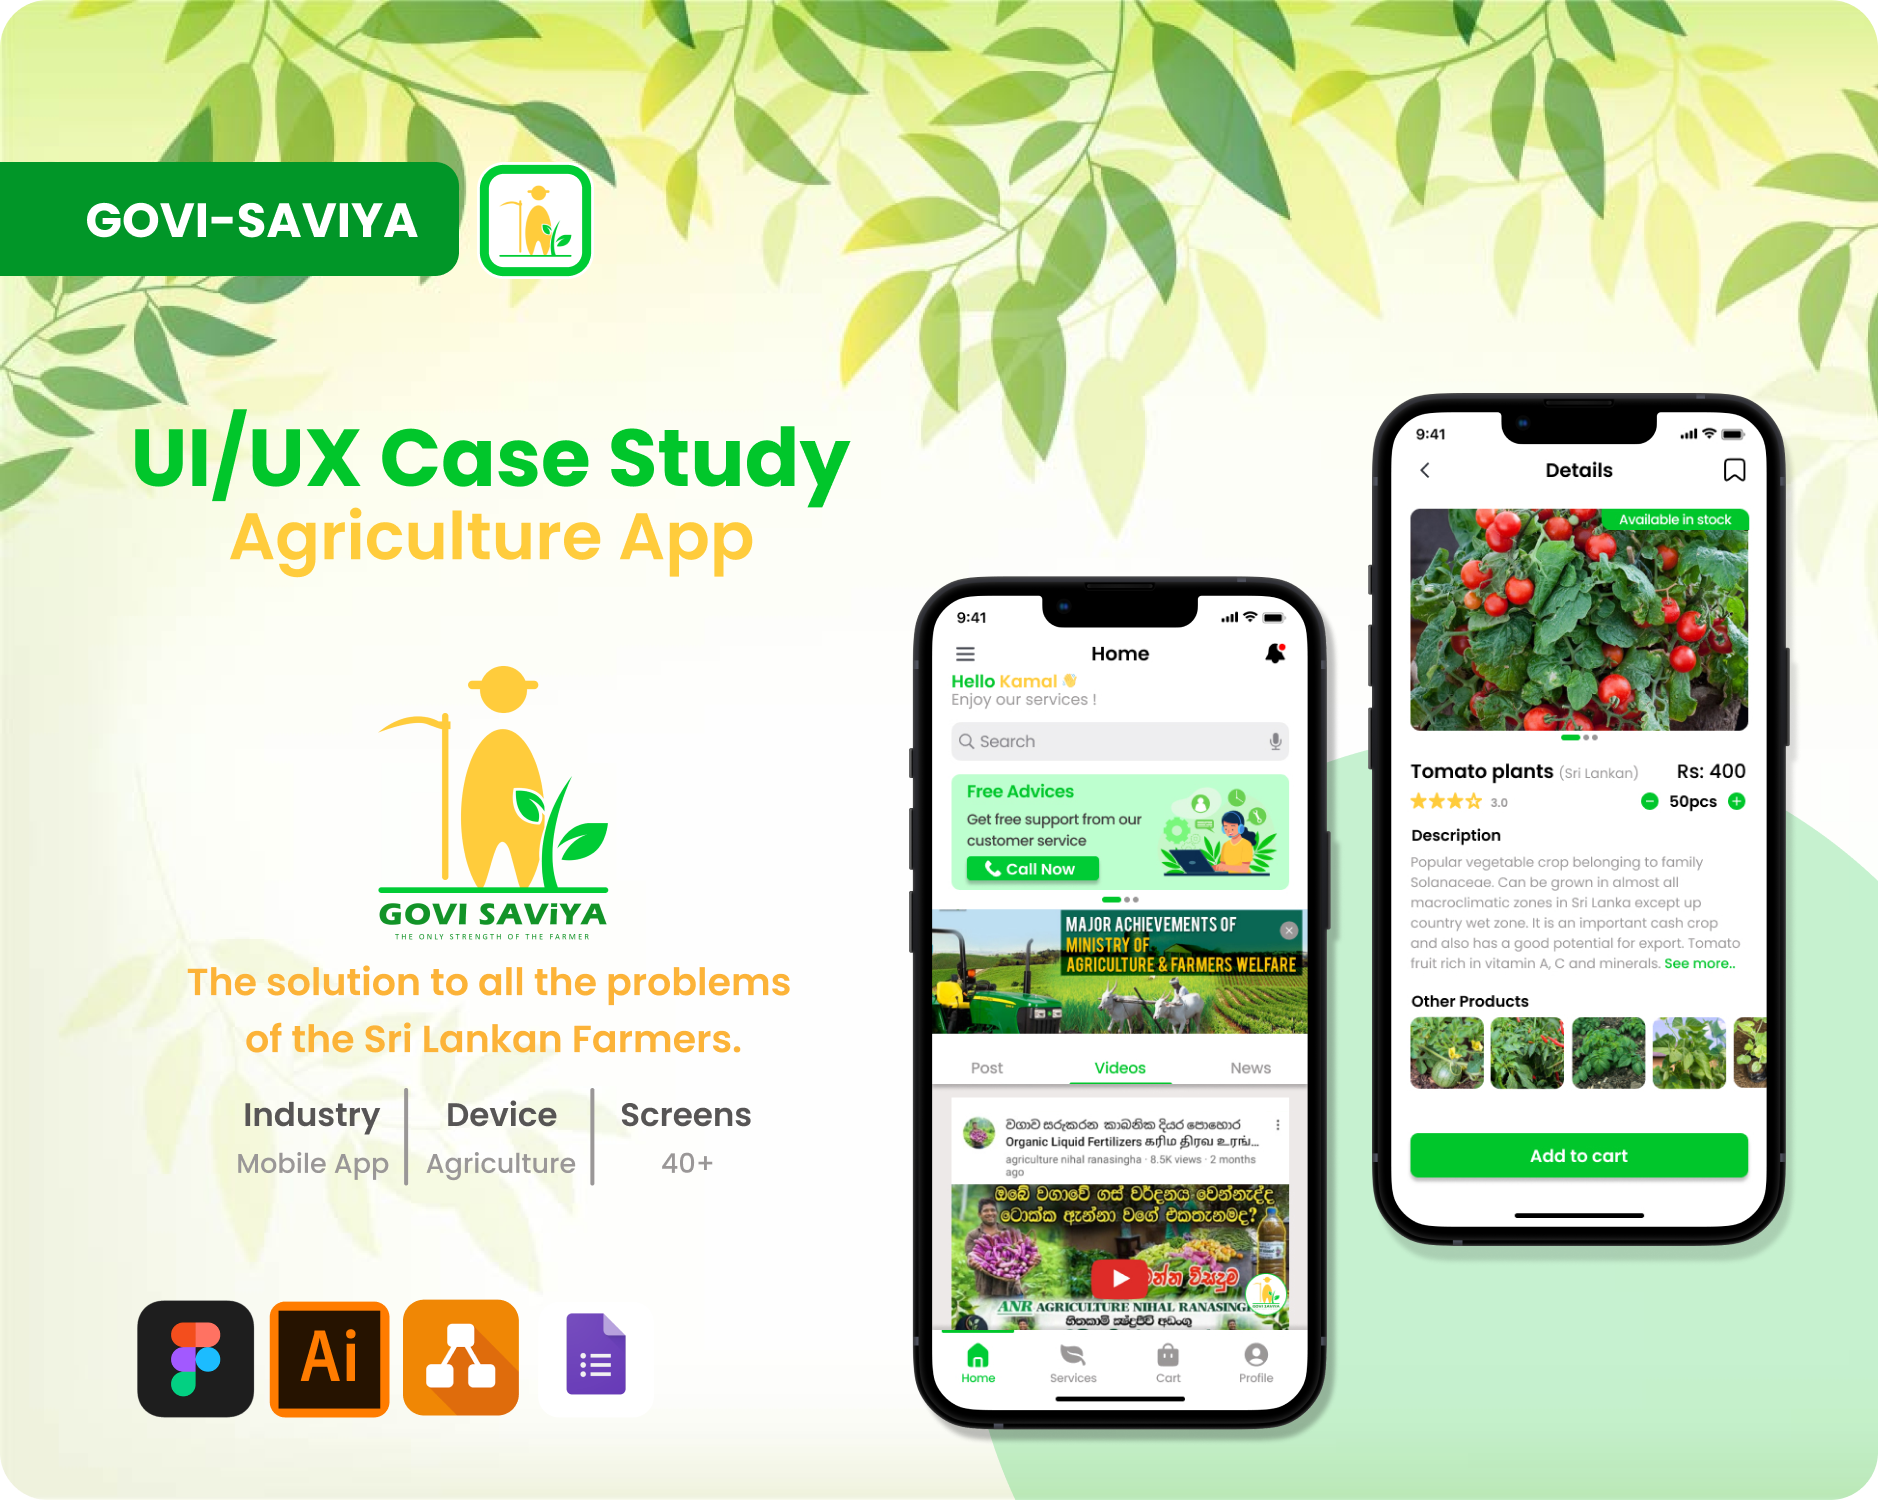 GOVI-SAVIYA
UI/UX Case Study
Agriculture App
GOVI SAViYA
THE ONLY STRENGTH OF THE FARMER
The solution to all the problems
of the Sri Lankan Farmers.
Industry
Mobile App
Device
Agriculture
Screens
40+
Ai
9:41
Home
Hello Kamal
Enjoy our services !
Search
Free Advices
Get free support from our
customer service
Call Now
MAJOR ACHIEVEMENTS OF
MINISTRY OF
AGRICULTURE & FARMERS WELFARE
Post
Videos
News
වගාව සරුකරන කාබනික දියර පොහොර
Organic Liquid Fertilizers கரிம திரவ உரங்...
agriculture nihal ranasingha · 8.5K views · 2 months
ago
ඔබේ වගාවේ ගස් වර්දනය වෙන්නැද්ද
ටොක්ක ඇන්නා වගේ එකතැනමද?
විසදුම
ANR AGRICULTURE NIHAL RANASING
හිතකාමී ක්ෂුද්‍රජීවී අඩංගු
Home
Services
Cart
Profile
9:41
Details
Available in stock
Tomato plants (Sri Lankan)
Rs: 400
3.0
50pcs
Description
Popular vegetable crop belonging to family
Solanaceae. Can be grown in almost all
macroclimatic zones in Sri Lanka except up
country wet zone. It is an important cash crop
and also has a good potential for export. Tomato
fruit rich in vitamin A, C and minerals. See more..
Other Products
Add to cart